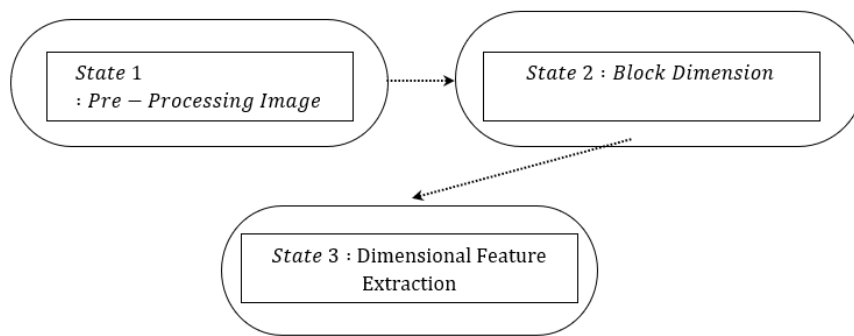 State 1
: Pre − Processing Image
State 2 : Block Dimension
State 3 : Dimensional Feature
Extraction